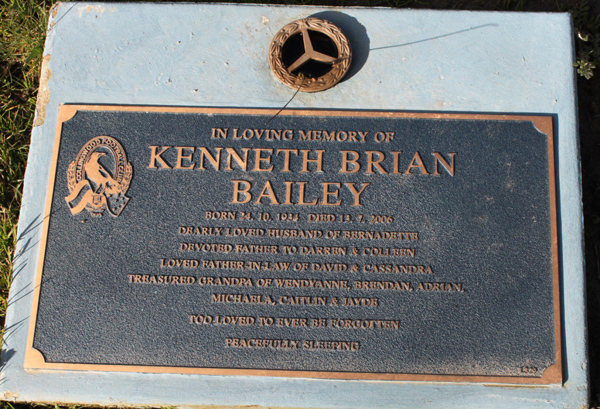 IN LOVING MEMORY OF
KENNETH BRIAN
BAILEY
BORN 24. 10. 1934 DIED 13. 7. 2006
DEARLY LOVED HUSBAND OF BERNADETTE
DEVOTED FATHER TO DARREN & COLLEEN
LOVED FATHER-IN-LAW OF DAVID & CASSANDRA
TREASURED GRANDPA OF WENDYANNE, BRENDAN, ADRIAN,
MICHAELA, CAITLIN & JAYDE
TOO LOVED TO EVER BE FORGOTTEN
PEACEFULLY SLEEPING